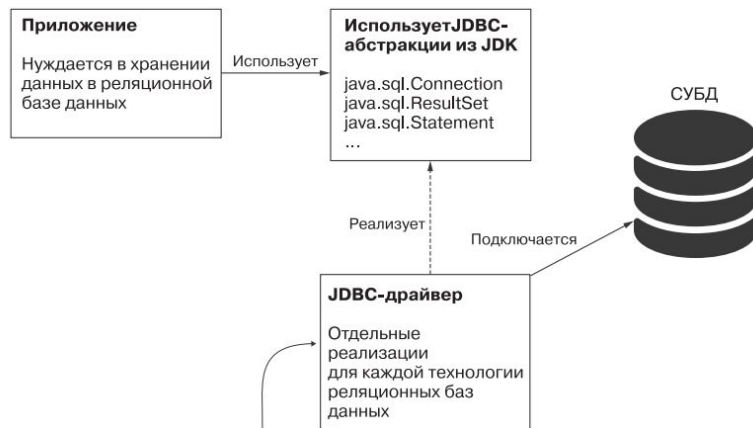 Приложение
Нуждается в хранении
данных в реляционной
базе данных
Использует
ИспользуетJDBC-
абстракции из JDK
java.sql.Connection
java.sql.ResultSet
java.sql.Statement
...
СУБД
Реализует
Подключается
JDBC-драйвер
Отдельные
реализации
для каждой технологии
реляционных баз
данных